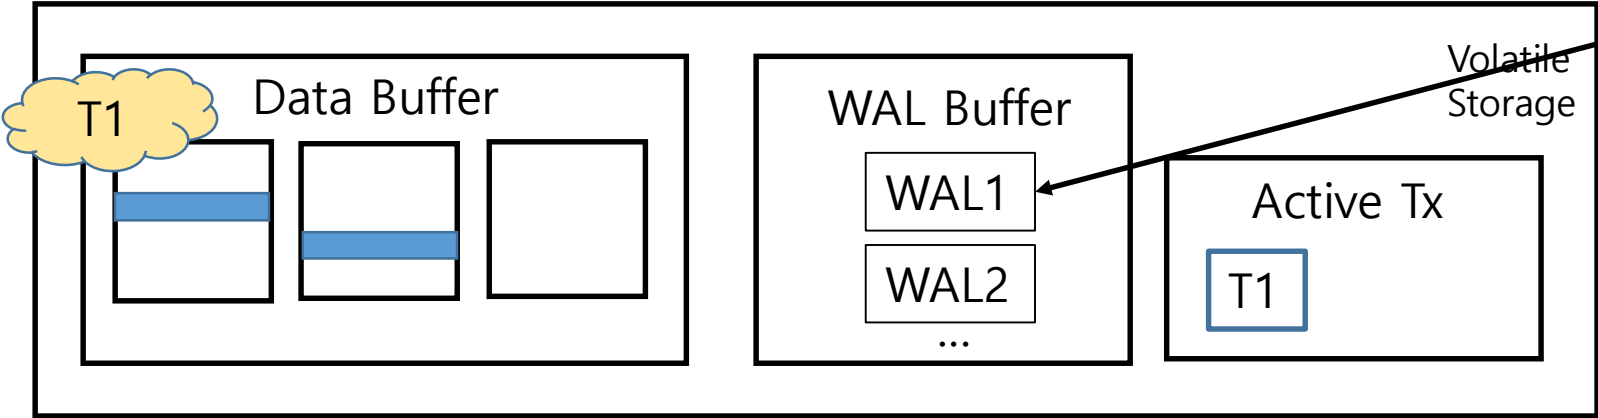 T1
Data Buffer
WAL Buffer
WAL1
WAL2
...
Volatile
Storage
Active Tx
T1